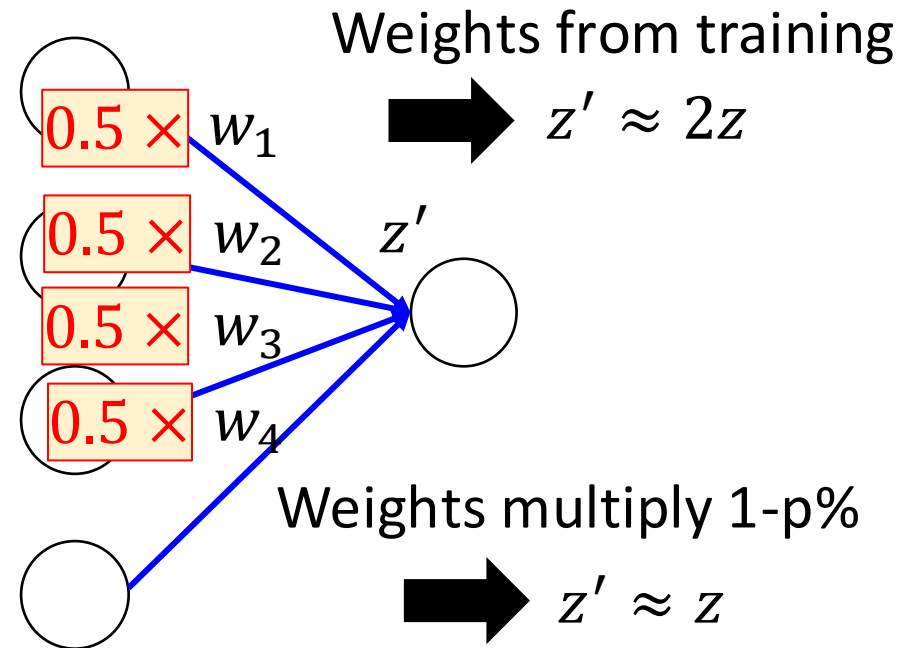 Weights from training
0.5 × w₁
z′ ≈ 2z
0.5 × w₂
z′
0.5 × w₃
0.5 × w₄
Weights multiply 1-p%
z′ ≈ z